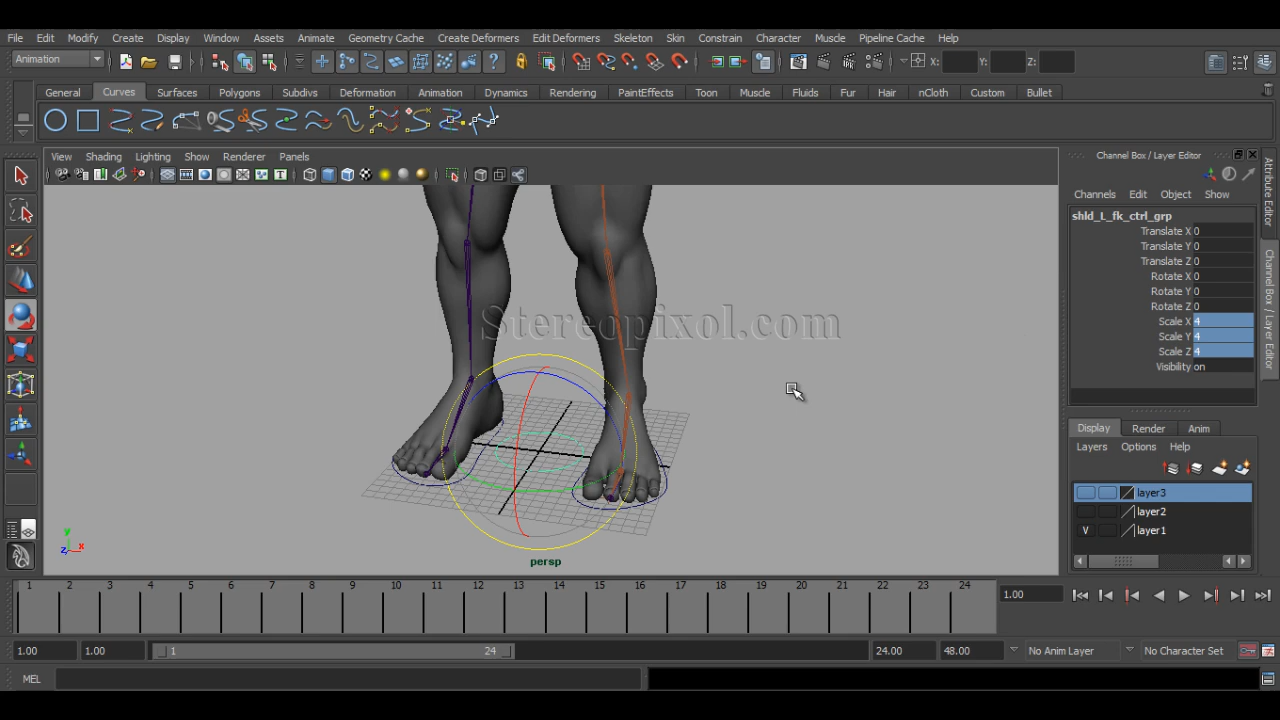 File Edit Modify Create Display Window Assets Animate Geometry Cache Create Deformers Edit Deformers Skeleton Skin Constrain Character Muscle Pipeline Cache Help
Animation X: Y: Z:
General Curves Surfaces Polygons Subdivs Deformation Animation Dynamics Rendering PaintEffects Toon Muscle Fluids Fur Hair nCloth Custom Bullet
View Shading Lighting Show Renderer Panels
Channel Box / Layer Editor
Channels Edit Object Show
shld_L_fk_ctrl_grp
Translate X 0
Translate Y 0
Translate Z 0
Rotate X 0
Rotate Y 0
Rotate Z 0
Scale X 4
Scale Y 4
Scale Z 4
Visibility on
Attribute Editor
Channel Box / Layer Editor
Stereopixol.com
Display Render Anim
Layers Options Help
layer3
layer2
V layer1
y
z x
persp
1 2 3 4 5 6 7 8 9 10 11 12 13 14 15 16 17 18 19 20 21 22 23 24
1.00
1.00 1.00 1 24 24.00 48.00 No Anim Layer No Character Set
MEL